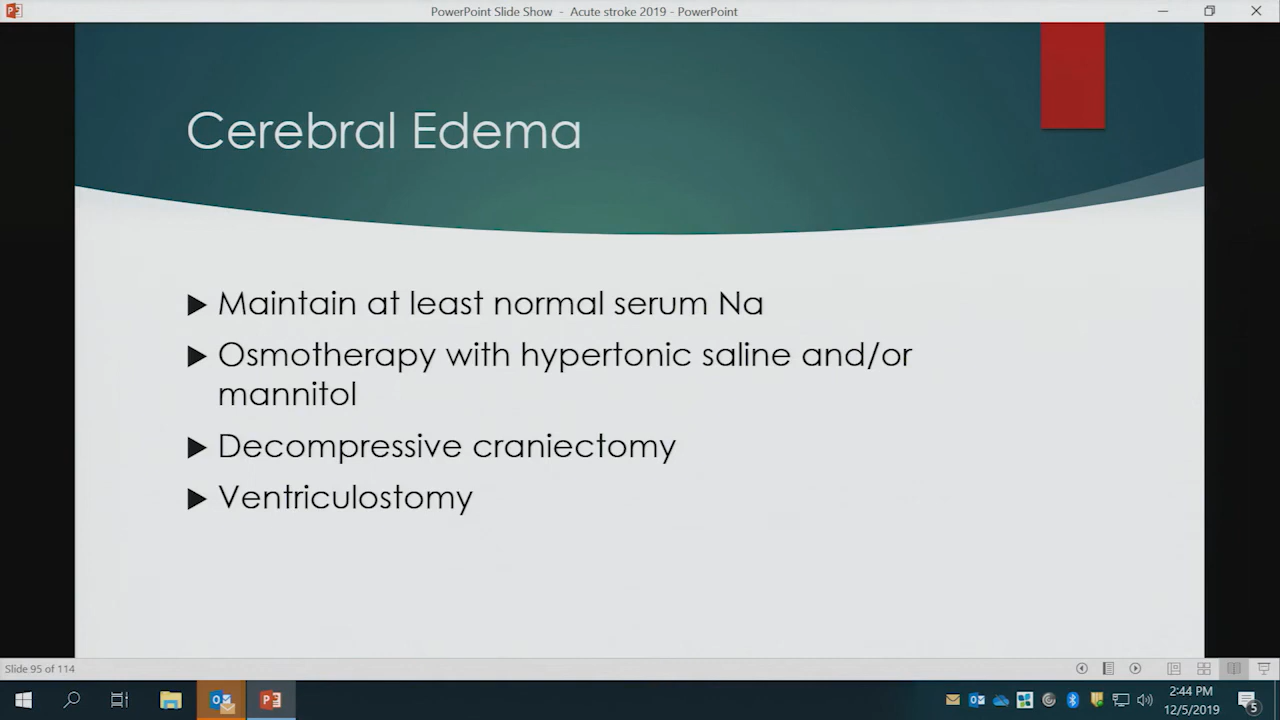 PowerPoint Slide Show - Acute stroke 2019 - PowerPoint
Cerebral Edema
Maintain at least normal serum Na
Osmotherapy with hypertonic saline and/or
mannitol
Decompressive craniectomy
Ventriculostomy
Slide 95 of 114
2:44 PM
12/5/2019
5